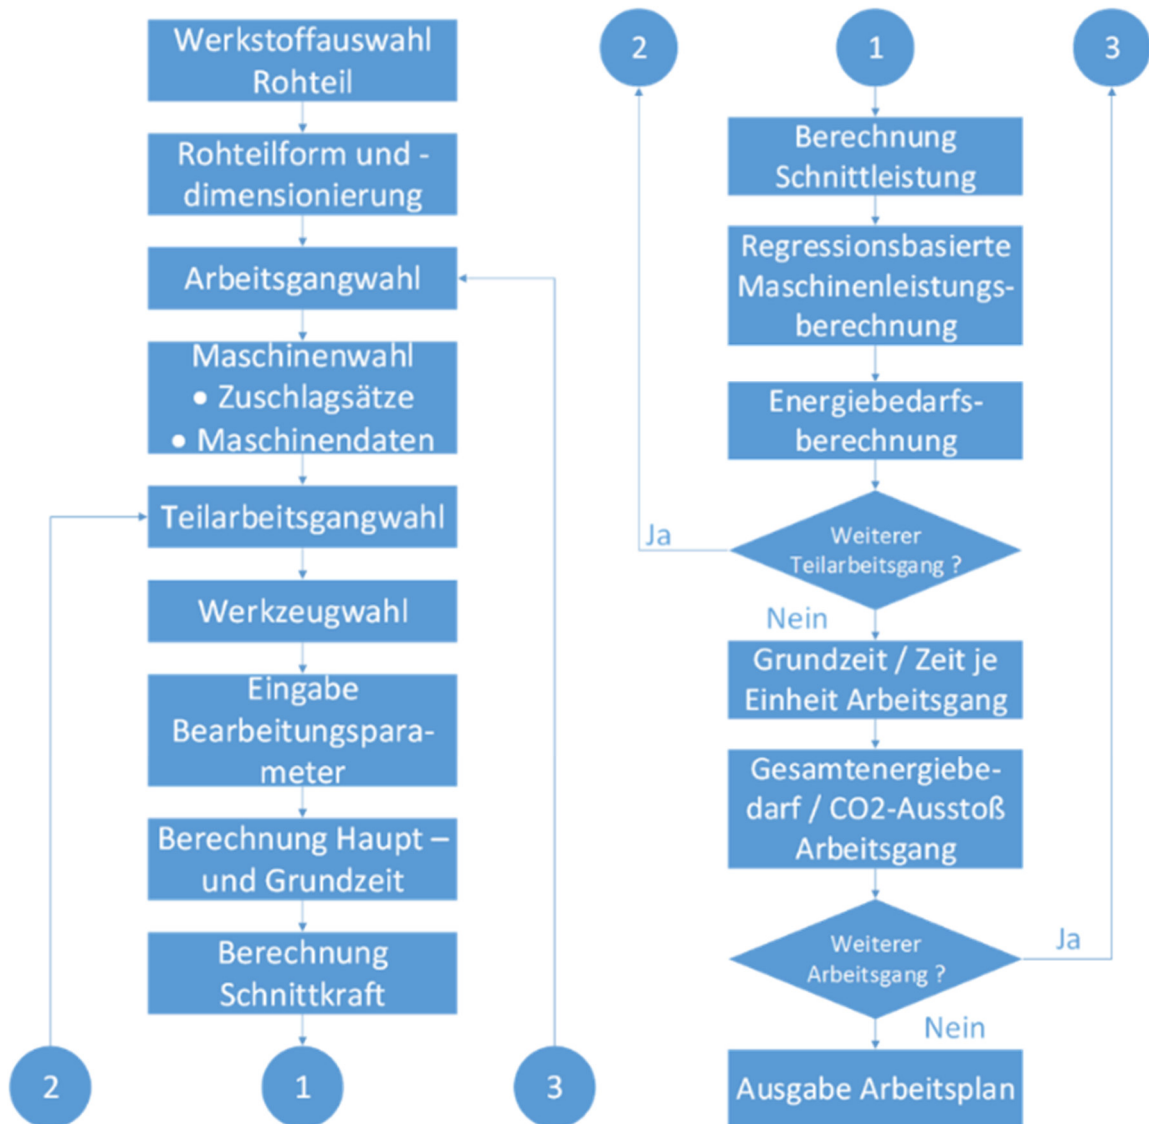 Werkstoffauswahl
Rohteil
Rohteilform und -
dimensionierung
Arbeitsgangwahl
Maschinenwahl
● Zuschlagsätze
● Maschinendaten
Teilarbeitsgangwahl
Werkzeugwahl
Eingabe
Bearbeitungspara-
meter
Berechnung Haupt –
und Grundzeit
Berechnung
Schnittkraft
2
1
3
2
1
3
Berechnung
Schnittleistung
Regressionsbasierte
Maschinenleistungs-
berechnung
Energiebedarfs-
berechnung
Weiterer
Teilarbeitsgang ?
Ja
Nein
Grundzeit / Zeit je
Einheit Arbeitsgang
Gesamtenergiebe-
darf / CO2-Ausstoß
Arbeitsgang
Weiterer
Arbeitsgang ?
Ja
Nein
Ausgabe Arbeitsplan